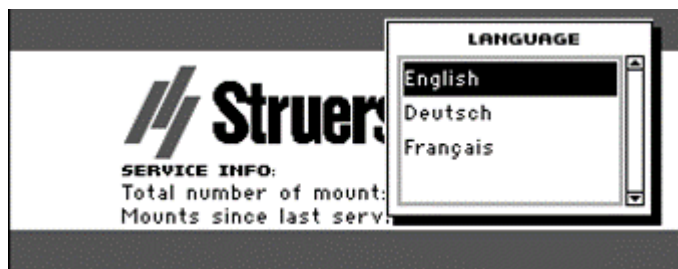 LANGUAGE
English
Deutsch
Français
Struers
SERVICE INFO:
Total number of mount
Mounts since last serv.